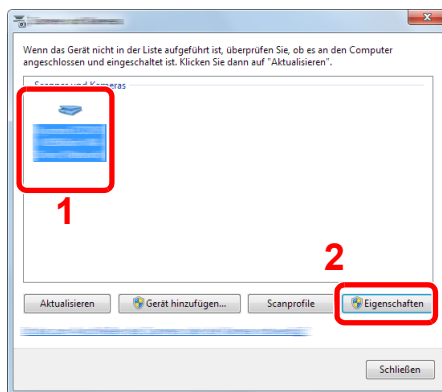 Wenn das Gerät nicht in der Liste aufgeführt ist, überprüfen Sie, ob es an den Computer
angeschlossen und eingeschaltet ist. Klicken Sie dann auf "Aktualisieren".
Scanner und Kameras
1
2
Aktualisieren
Gerät hinzufügen...
Scanprofile
Eigenschaften
Schließen